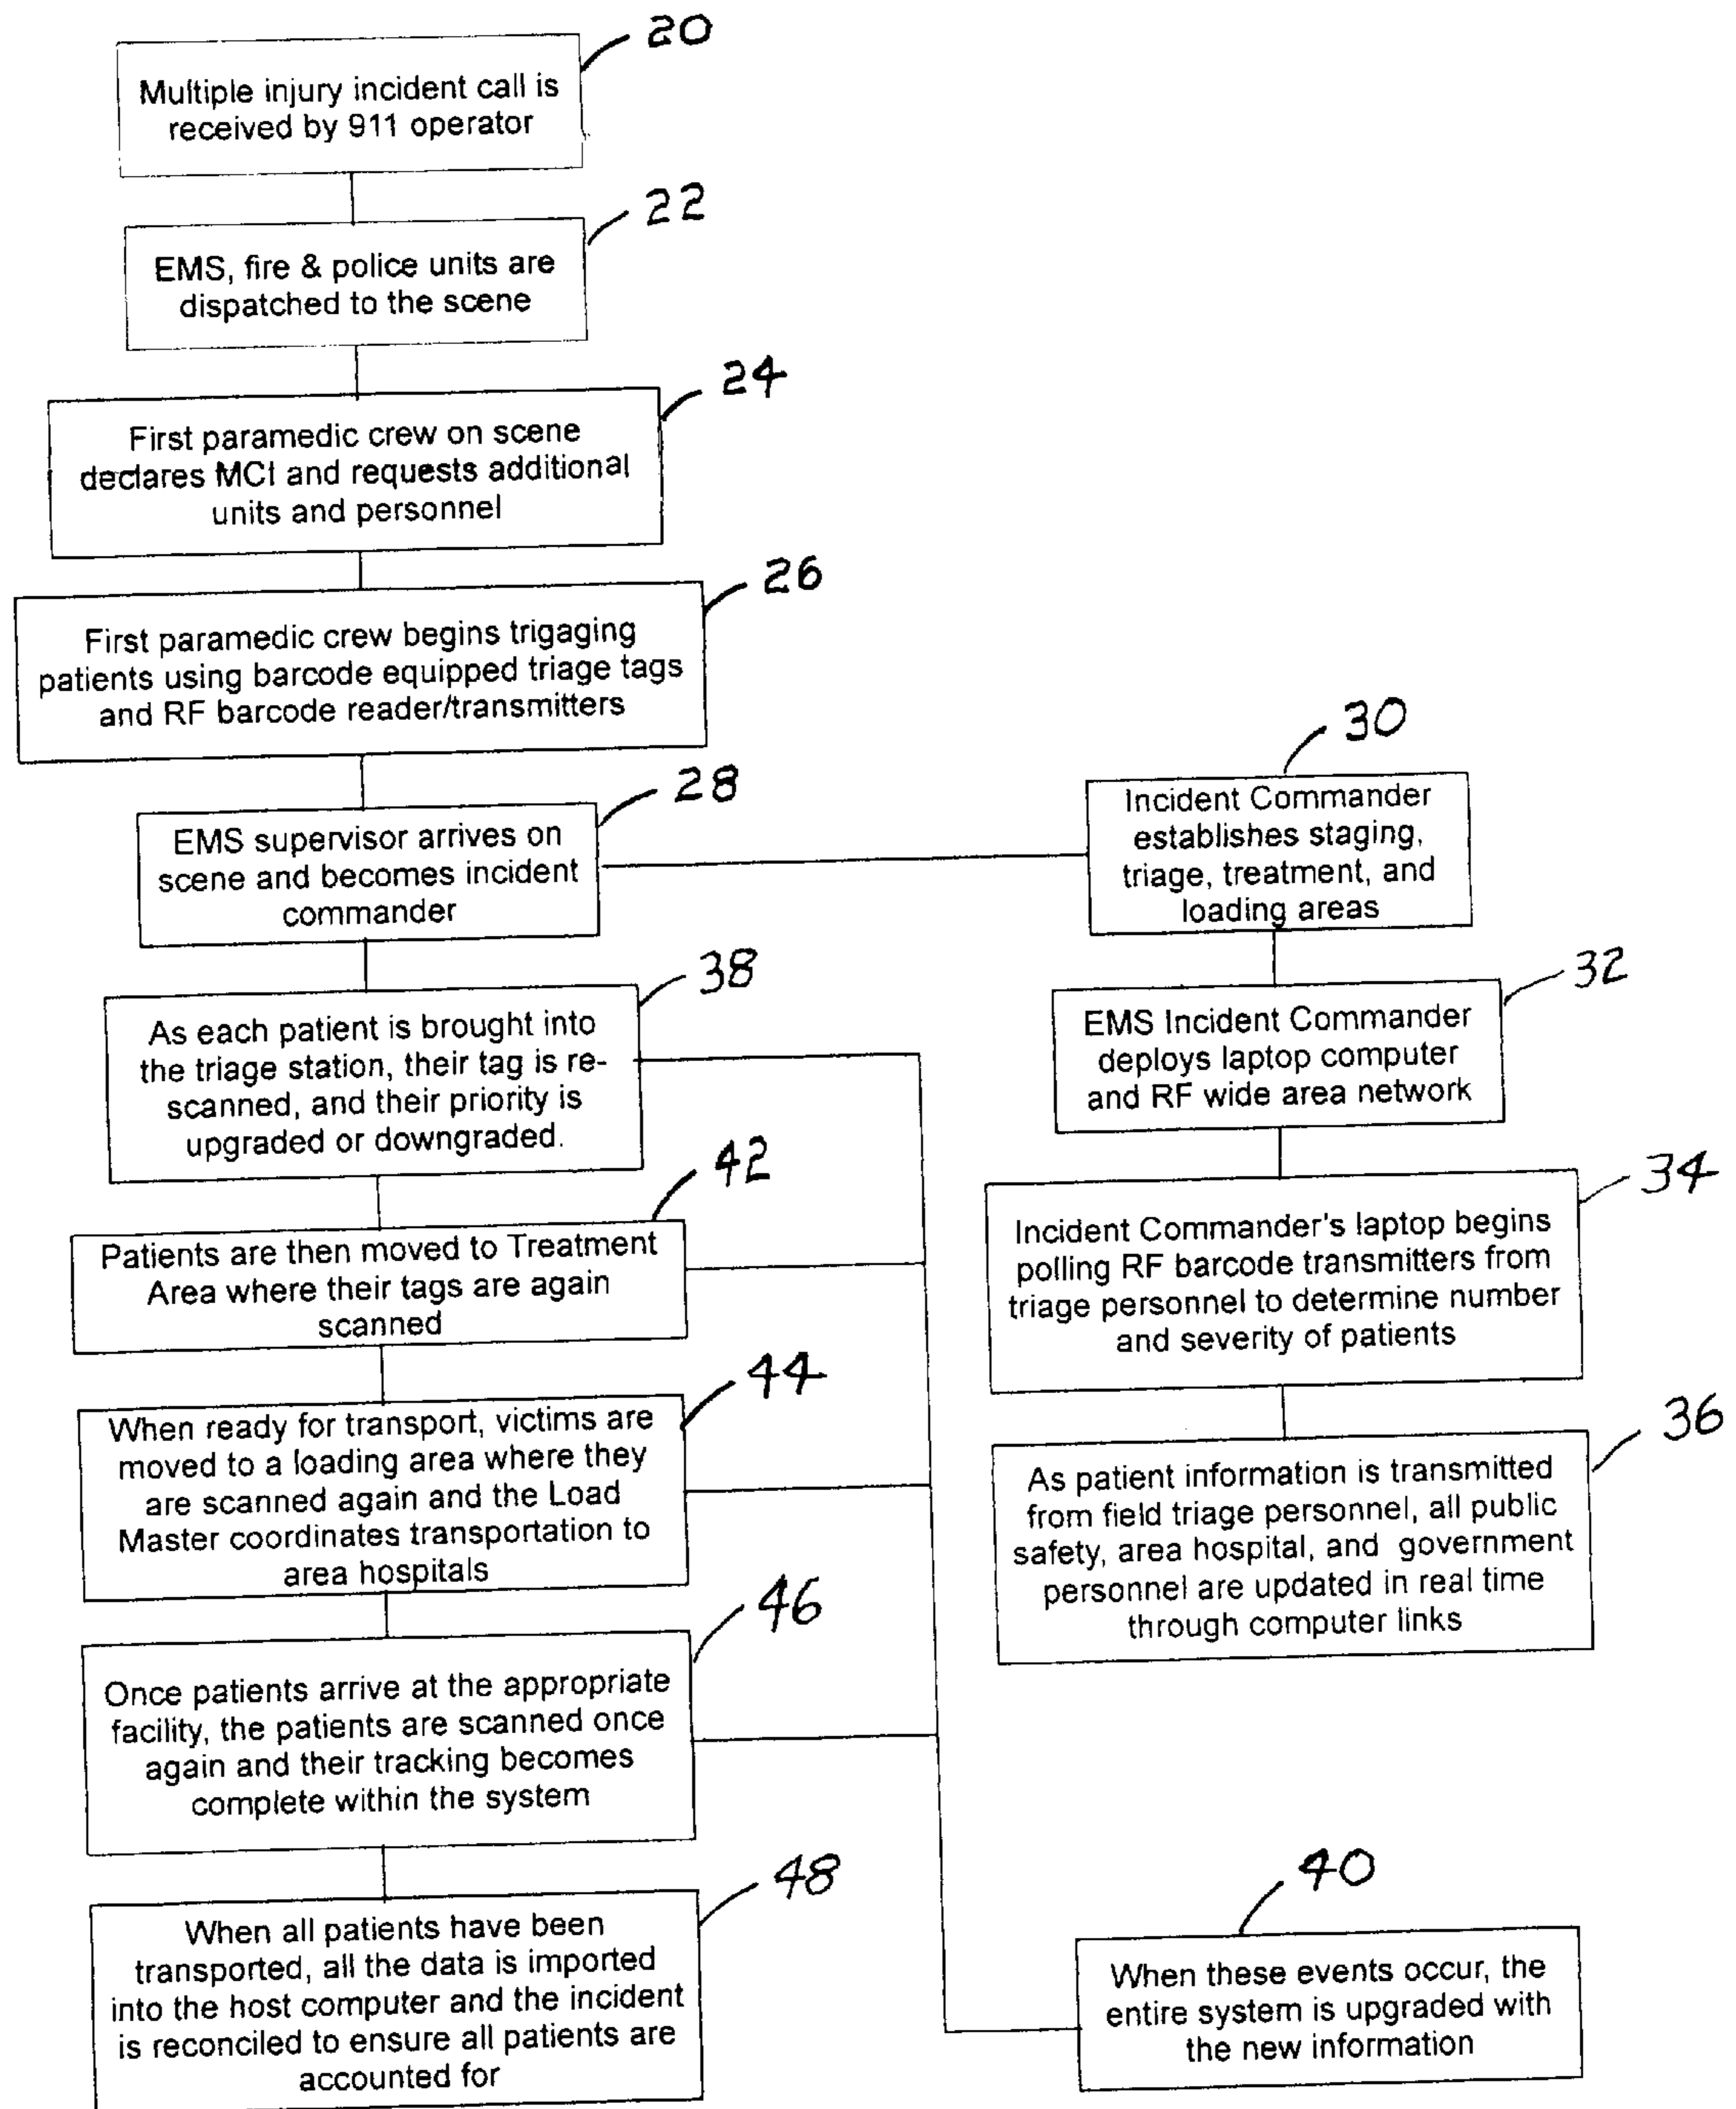 20
Multiple injury incident call is
received by 911 operator
22
EMS, fire & police units are
dispatched to the scene
24
First paramedic crew on scene
declares MCI and requests additional
units and personnel
26
First paramedic crew begins trigaging
patients using barcode equipped triage tags
and RF barcode reader/transmitters
28
EMS supervisor arrives on
scene and becomes incident
commander
30
Incident Commander
establishes staging,
triage, treatment, and
loading areas
32
EMS Incident Commander
deploys laptop computer
and RF wide area network
34
Incident Commander's laptop begins
polling RF barcode transmitters from
triage personnel to determine number
and severity of patients
36
As patient information is transmitted
from field triage personnel, all public
safety, area hospital, and government
personnel are updated in real time
through computer links
38
As each patient is brought into
the triage station, their tag is re-
scanned, and their priority is
upgraded or downgraded.
42
Patients are then moved to Treatment
Area where their tags are again
scanned
44
When ready for transport, victims are
moved to a loading area where they
are scanned again and the Load
Master coordinates transportation to
area hospitals
46
Once patients arrive at the appropriate
facility, the patients are scanned once
again and their tracking becomes
complete within the system
48
When all patients have been
transported, all the data is imported
into the host computer and the incident
is reconciled to ensure all patients are
accounted for
40
When these events occur, the
entire system is upgraded with
the new information